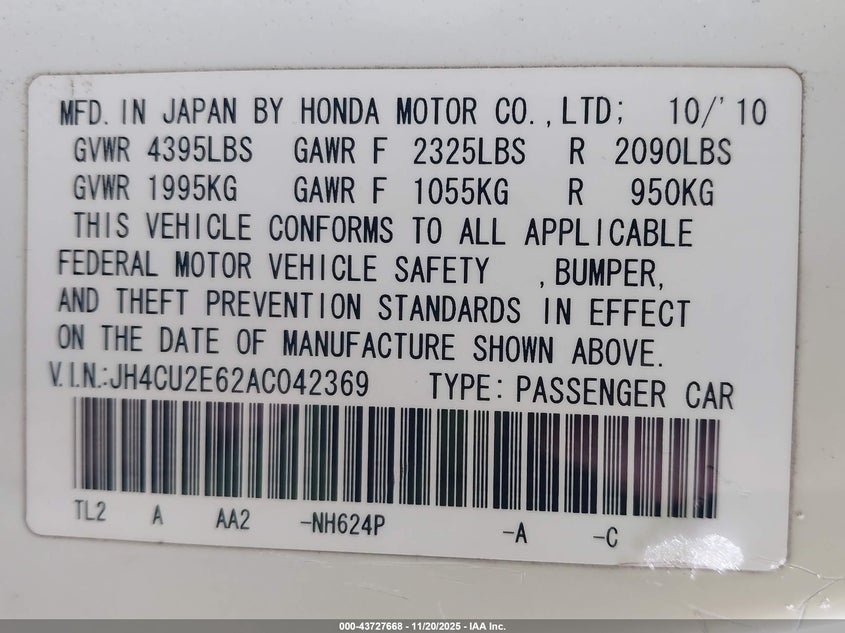 MFD. IN JAPAN BY HONDA MOTOR CO., LTD; 10/'10
GVWR 4395LBS GAWR F 2325LBS R 2090LBS
GVWR 1995KG GAWR F 1055KG R 950KG
THIS VEHICLE CONFORMS TO ALL APPLICABLE
FEDERAL MOTOR VEHICLE SAFETY , BUMPER,
AND THEFT PREVENTION STANDARDS IN EFFECT
ON THE DATE OF MANUFACTURE SHOWN ABOVE.
V.I.N.:JH4CU2E62AC042369 TYPE: PASSENGER CAR
TL2 A AA2 -NH624P -A -C
000-43727668 - 11/20/2025 - IAA Inc.